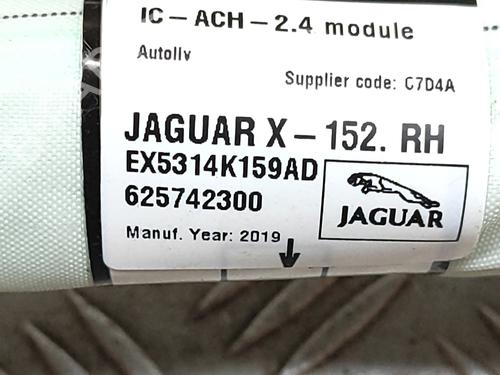 IC-ACH-2.4 module
Autoliv
Supplier code: C7D4A
JAGUAR X-152. RH
EX5314K159AD
625742300
JAGUAR
Manuf. Year: 2019